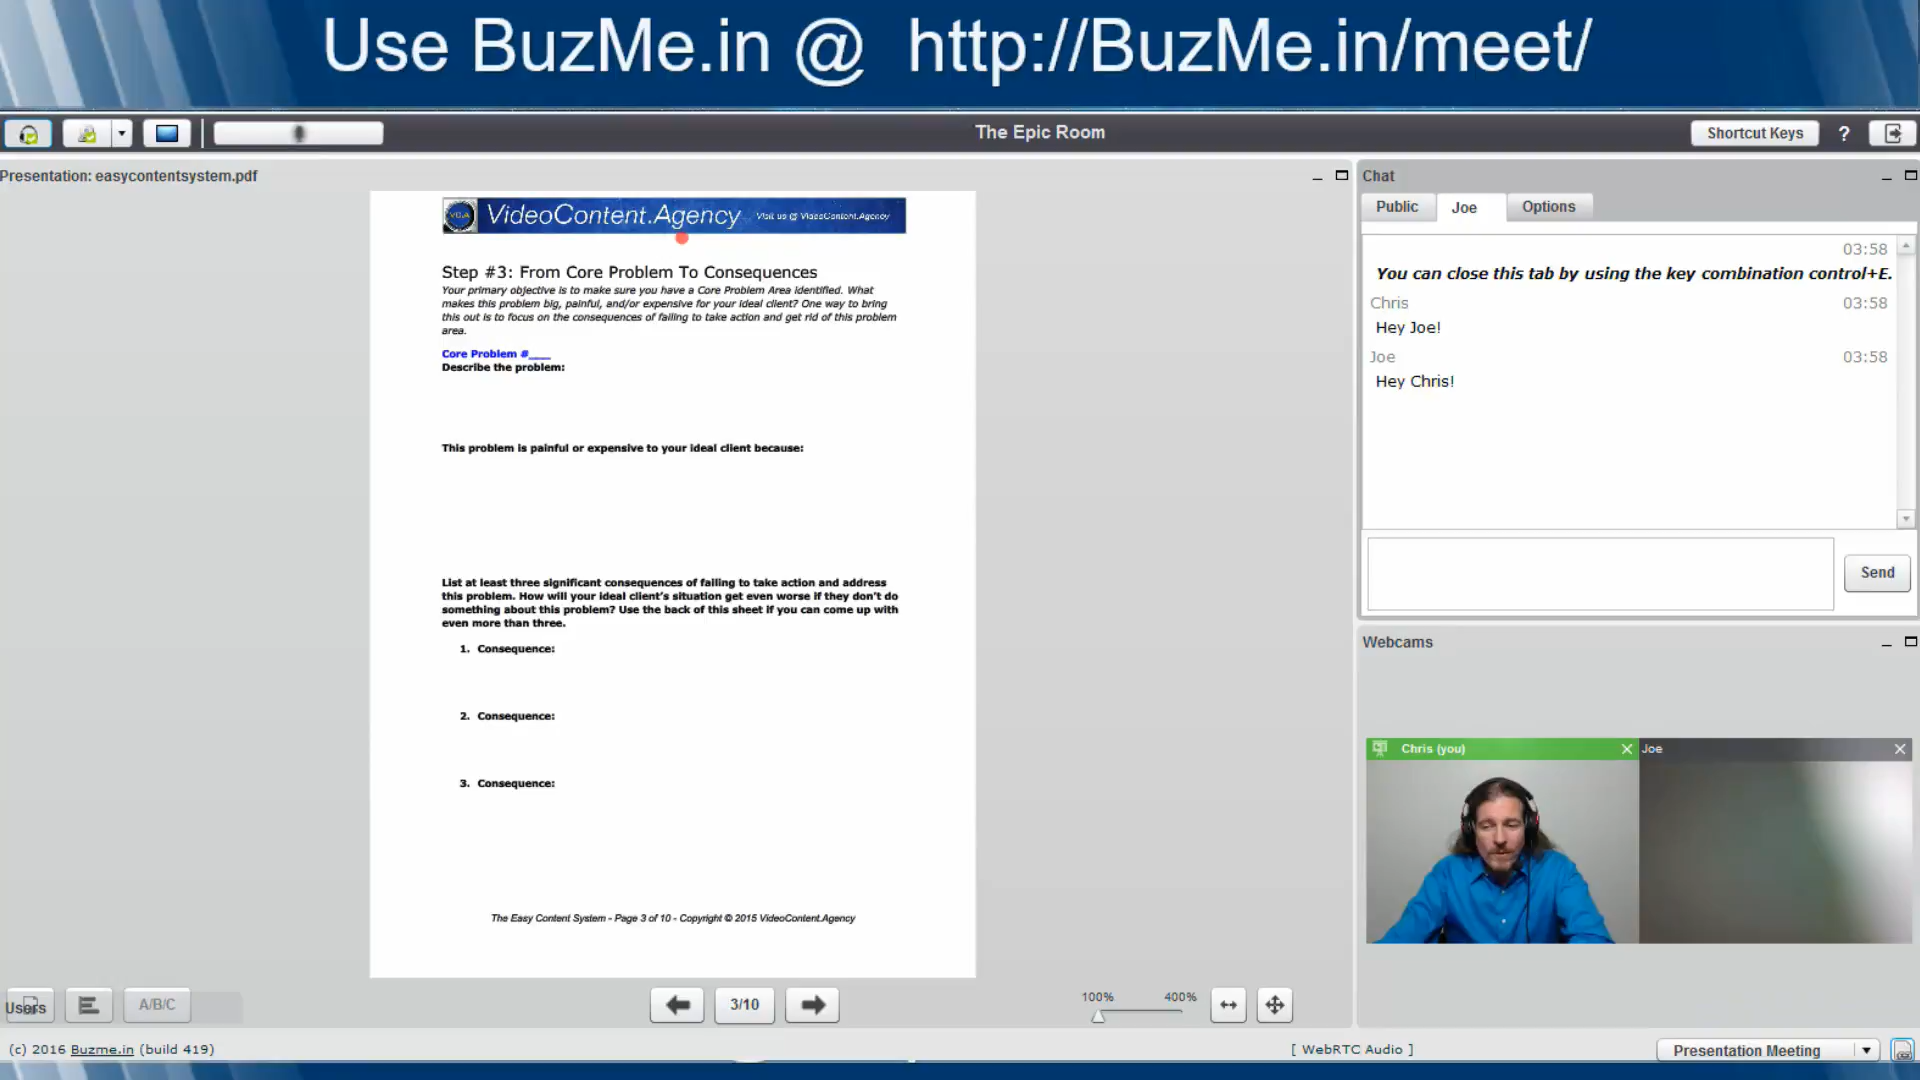 Use BuzMe.in @ http://BuzMe.in/meet/
The Epic Room
Shortcut Keys
?
Presentation: easycontentsystem.pdf
VideoContent.Agency Visit us @ VideoContent.Agency
Step #3: From Core Problem To Consequences
Your primary objective is to make sure you have a Core Problem Area identified. What
makes this problem big, painful, and/or expensive for your ideal client? One way to bring
this out is to focus on the consequences of failing to take action and get rid of this problem
area.
Core Problem #___
Describe the problem:
This problem is painful or expensive to your ideal client because:
List at least three significant consequences of failing to take action and address
this problem. How will your ideal client's situation get even worse if they don't do
something about this problem? Use the back of this sheet if you can come up with
even more than three.
1. Consequence:
2. Consequence:
3. Consequence:
The Easy Content System - Page 3 of 10 - Copyright © 2015 VideoContent.Agency
Users
A/B/C
3/10
100% 400%
Chat
Public Joe Options
03:58
You can close this tab by using the key combination control+E.
Chris 03:58
Hey Joe!
Joe 03:58
Hey Chris!
Send
Webcams
Chris (you)
Joe
(c) 2016 Buzme.in (build 419)
[ WebRTC Audio ]
Presentation Meeting